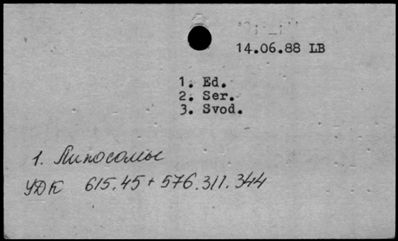 14.06.88 LB
1. Ed.
2. Ser.
3. Svod.
1. Липосомы
УДК 615.45 + 576.311.344